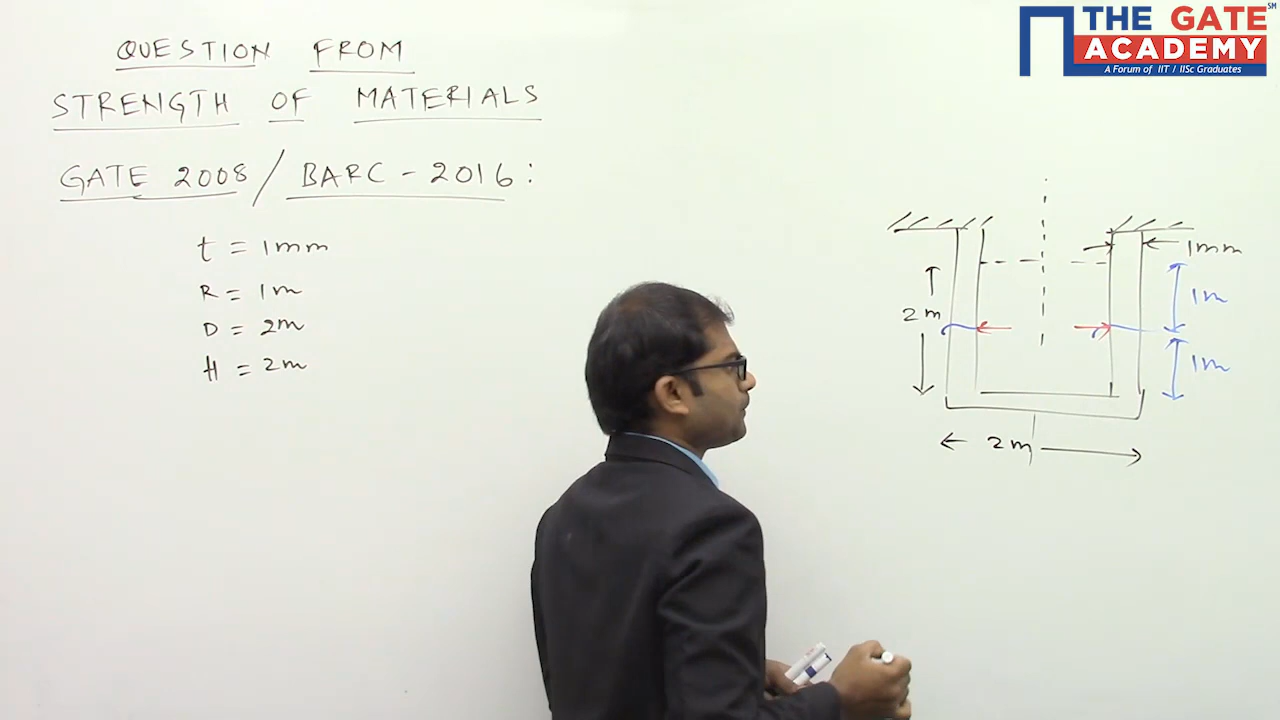 THE GATE
ACADEMY
SM
A Forum of IIT / IISc Graduates
QUESTION FROM
STRENGTH OF MATERIALS
GATE 2008 / BARC - 2016 :
t = 1mm
R = 1m
D = 2m
H = 2m
1mm
2m
1m
1m
2m